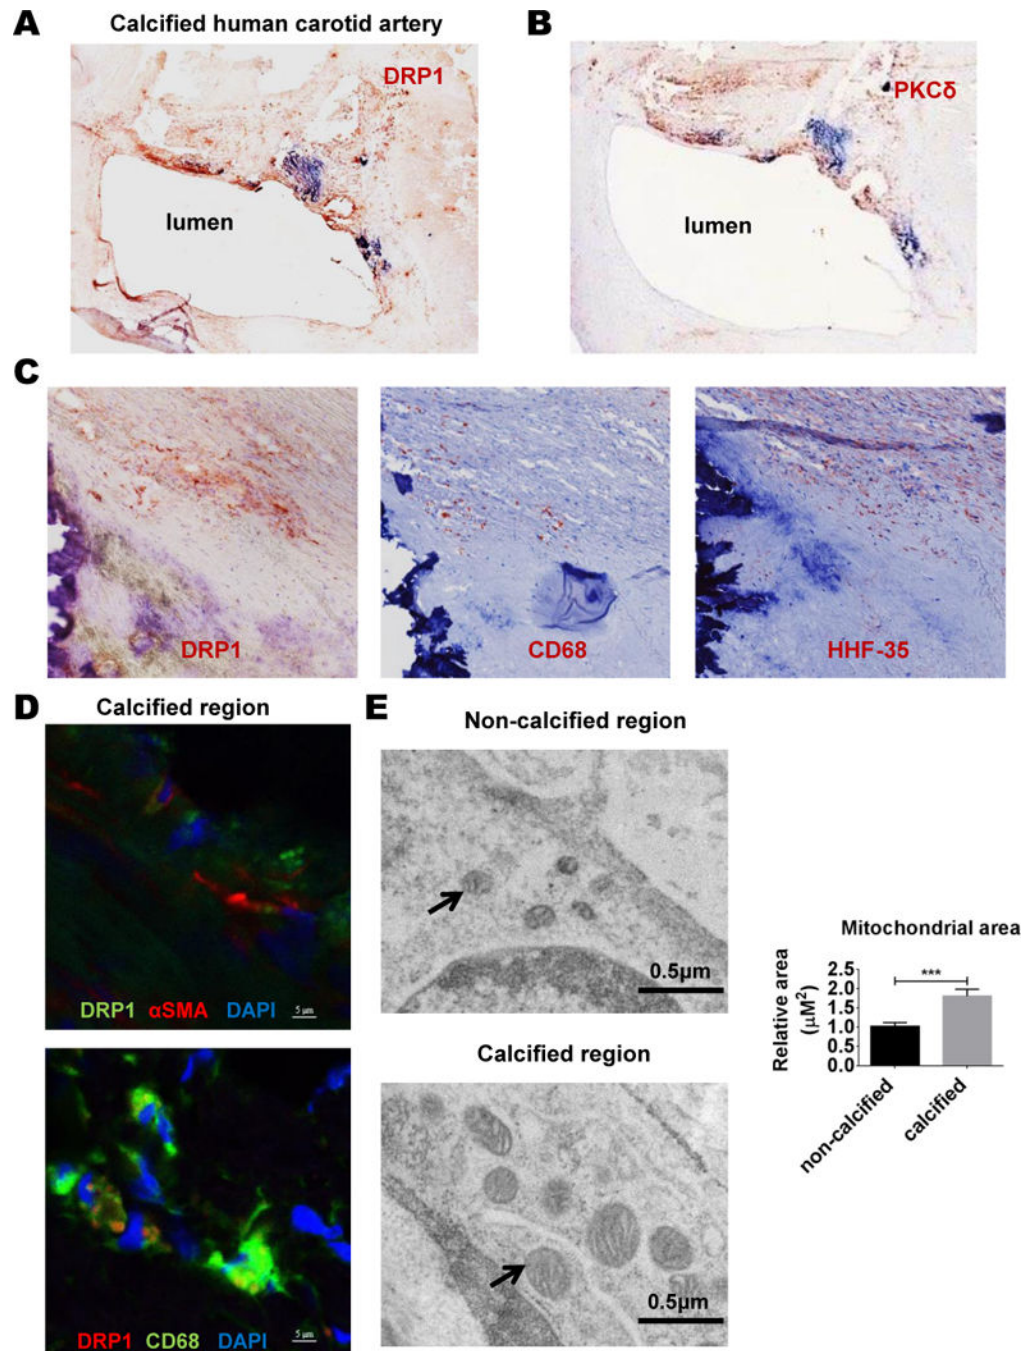 A
Calcified human carotid artery
B
DRP1
PKCδ
lumen
lumen
C
DRP1
CD68
HHF-35
D
Calcified region
E
Non-calcified region
DRP1 αSMA DAPI
5 µm
0.5µm
Mitochondrial area
Relative area
(µM²)
2.5
2.0
1.5
1.0
0.5
0.0
***
non-calcified
calcified
Calcified region
DRP1 CD68 DAPI
5 µm
0.5µm